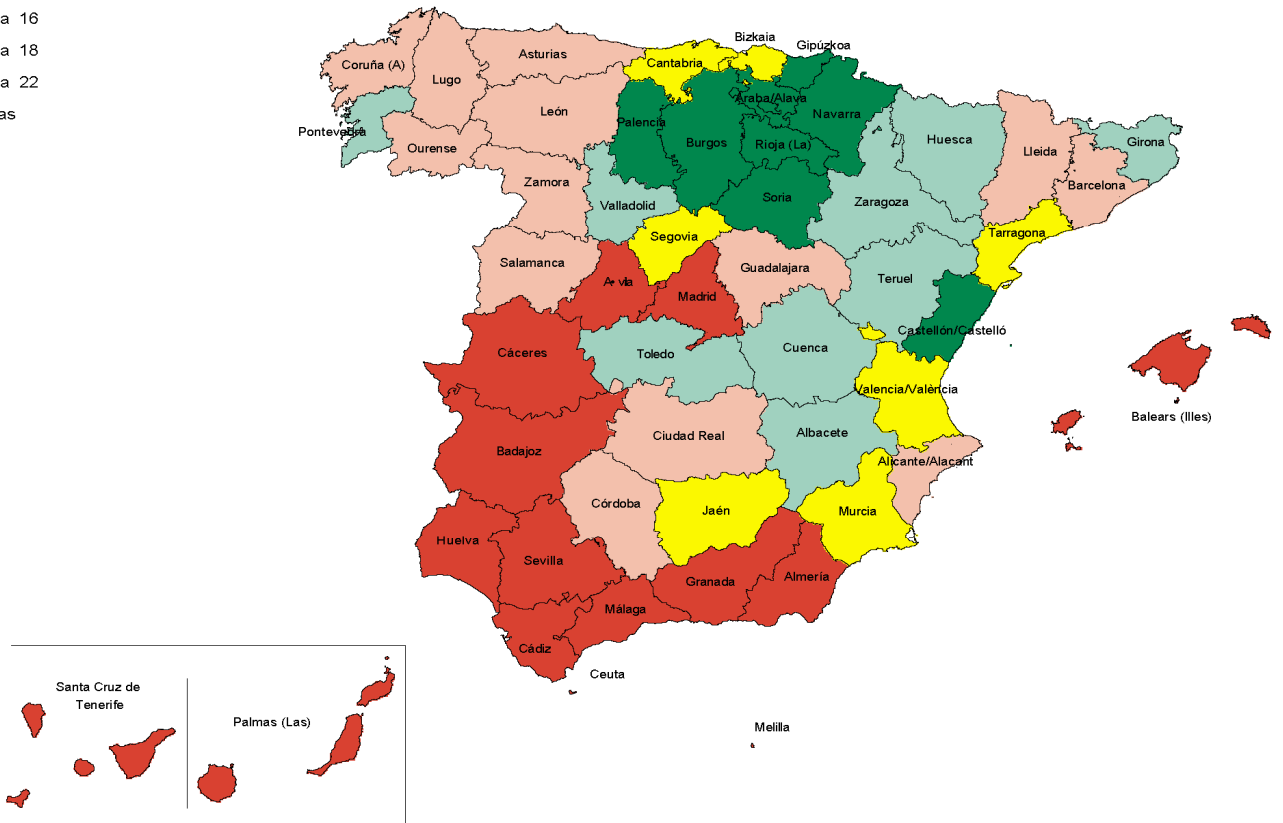 a 16
a 18
a 22
as
Bizkaia
Gipúzkoa
Asturias
Cantabria
Coruña (A)
Lugo
León
Araba/Alava
Navarra
Palencia
Pontevedra
Burgos
Rioja (La)
Huesca
Girona
Ourense
Lleida
Zamora
Barcelona
Valladolid
Soria
Zaragoza
Segovia
Tarragona
Salamanca
Guadalajara
Teruel
Avila
Madrid
Castellón/Castelló
Cáceres
Toledo
Cuenca
Valencia/València
Balears (Illes)
Ciudad Real
Albacete
Badajoz
Alicante/Alacant
Córdoba
Jaén
Murcia
Huelva
Sevilla
Granada
Almería
Málaga
Cádiz
Ceuta
Santa Cruz de
Tenerife
Palmas (Las)
Melilla